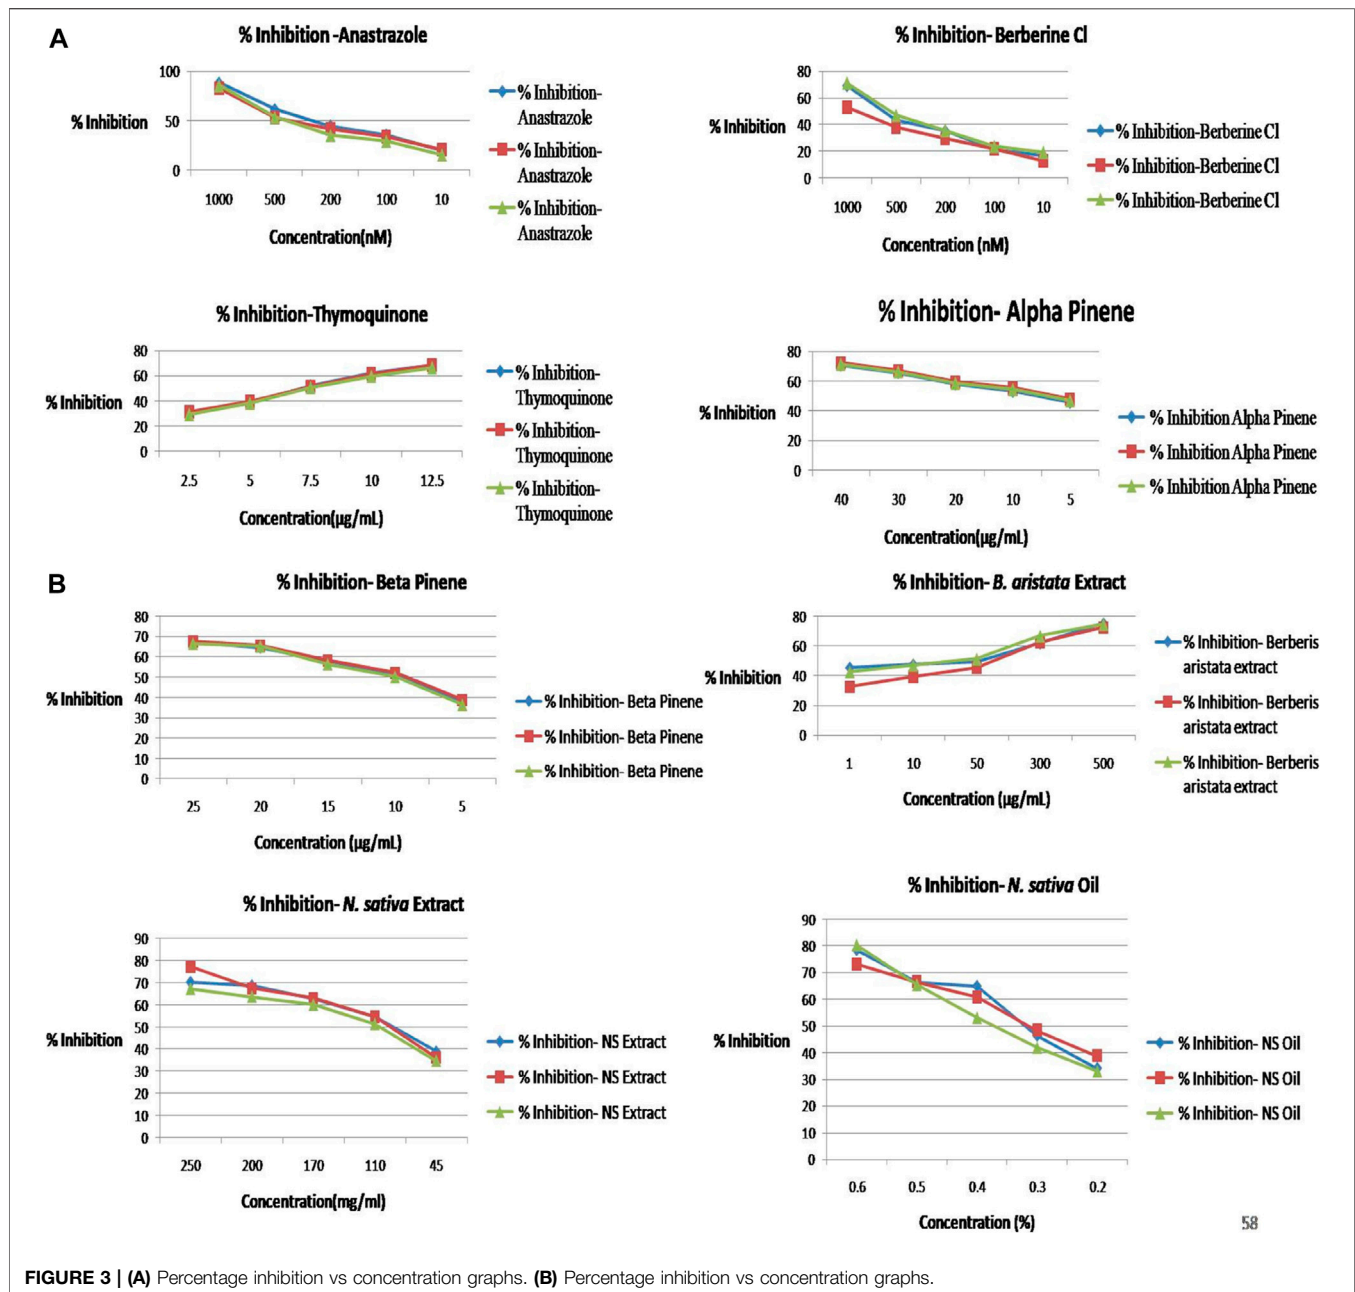 A
% Inhibition -Anastrazole
100
50
0
% Inhibition
1000 500 200 100 10
Concentration(nM)
% Inhibition-
Anastrazole
% Inhibition-
Anastrazole
% Inhibition-
Anastrazole
% Inhibition- Berberine Cl
80
60
40
20
0
% Inhibition
1000 500 200 100 10
Concentration (nM)
% Inhibition-Berberine Cl
% Inhibition-Berberine Cl
% Inhibition-Berberine Cl
% Inhibition-Thymoquinone
80
60
40
20
0
% Inhibition
2.5 5 7.5 10 12.5
Concentration(µg/mL)
% Inhibition-
Thymoquinone
% Inhibition-
Thymoquinone
% Inhibition-
Thymoquinone
% Inhibition- Alpha Pinene
80
60
40
20
0
% Inhibition
40 30 20 10 5
Concentration(µg/mL)
% Inhibition Alpha Pinene
% Inhibition Alpha Pinene
% Inhibition Alpha Pinene
B
% Inhibition- Beta Pinene
80
70
60
50
40
30
20
10
0
% Inhibition
25 20 15 10 5
Concentration (µg/mL)
% Inhibition- Beta Pinene
% Inhibition- Beta Pinene
% Inhibition- Beta Pinene
% Inhibition- B. aristata Extract
80
60
40
20
0
% Inhibition
1 10 50 300 500
Concentration (µg/mL)
% Inhibition- Berberis
aristata extract
% Inhibition- Berberis
aristata extract
% Inhibition- Berberis
aristata extract
% Inhibition- N. sativa Extract
90
80
70
60
50
40
30
20
10
0
% Inhibition
250 200 170 110 45
Concentration(mg/ml)
% Inhibition- NS Extract
% Inhibition- NS Extract
% Inhibition- NS Extract
% Inhibition- N. sativa Oil
90
80
70
60
50
40
30
20
10
0
% Inhibition
0.6 0.5 0.4 0.3 0.2
Concentration (%)
% Inhibition- NS Oil
% Inhibition- NS Oil
% Inhibition- NS Oil
58
FIGURE 3 | (A) Percentage inhibition vs concentration graphs. (B) Percentage inhibition vs concentration graphs.